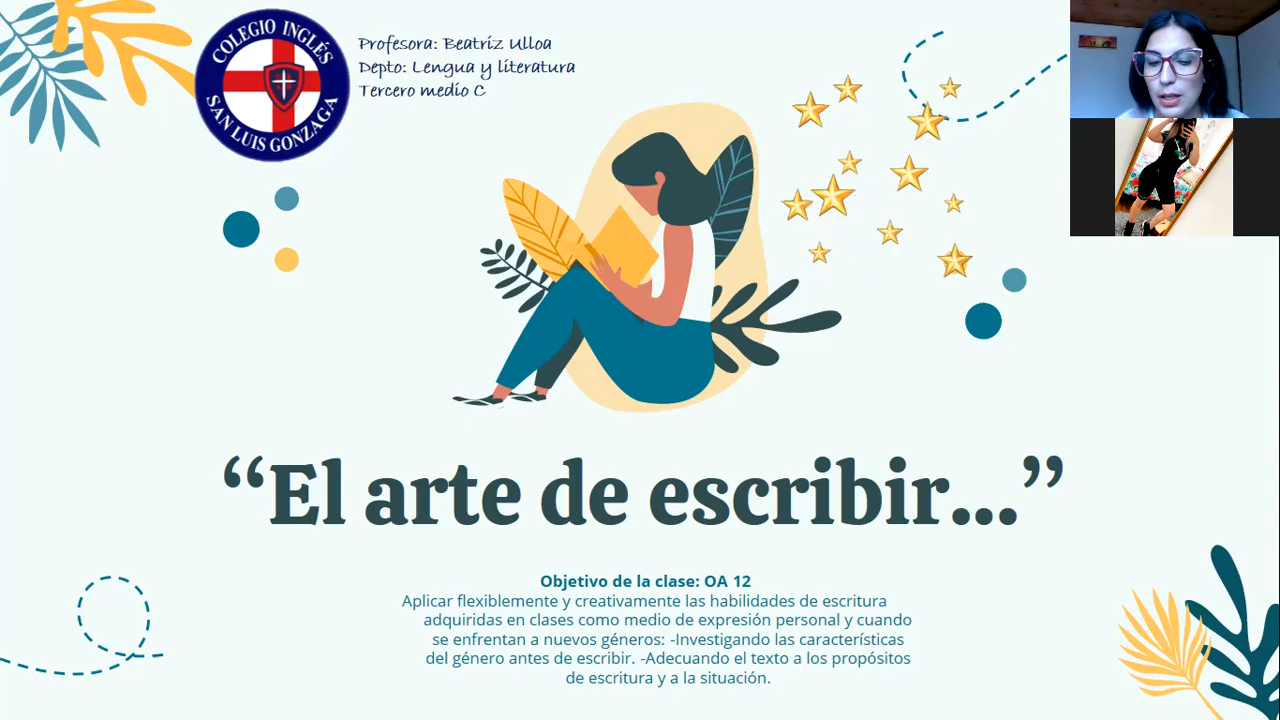 COLEGIO INGLÉS
SAN LUIS GONZAGA
Profesora: Beatriz Ulloa
Depto: Lengua y literatura
Tercero medio C
“El arte de escribir...”
Objetivo de la clase: OA 12
Aplicar flexiblemente y creativamente las habilidades de escritura
adquiridas en clases como medio de expresión personal y cuando
se enfrentan a nuevos géneros: -Investigando las características
del género antes de escribir. -Adecuando el texto a los propósitos
de escritura y a la situación.